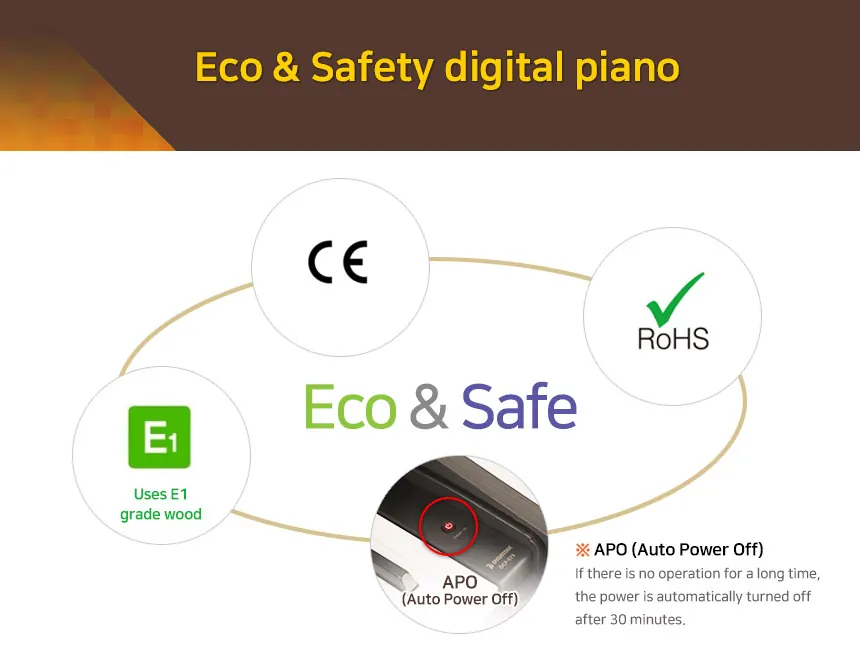 Eco & Safety digital piano
CE
RoHS
Eco & Safe
E1
Uses E1
grade wood
APO
(Auto Power Off)
※ APO (Auto Power Off)
If there is no operation for a long time,
the power is automatically turned off
after 30 minutes.